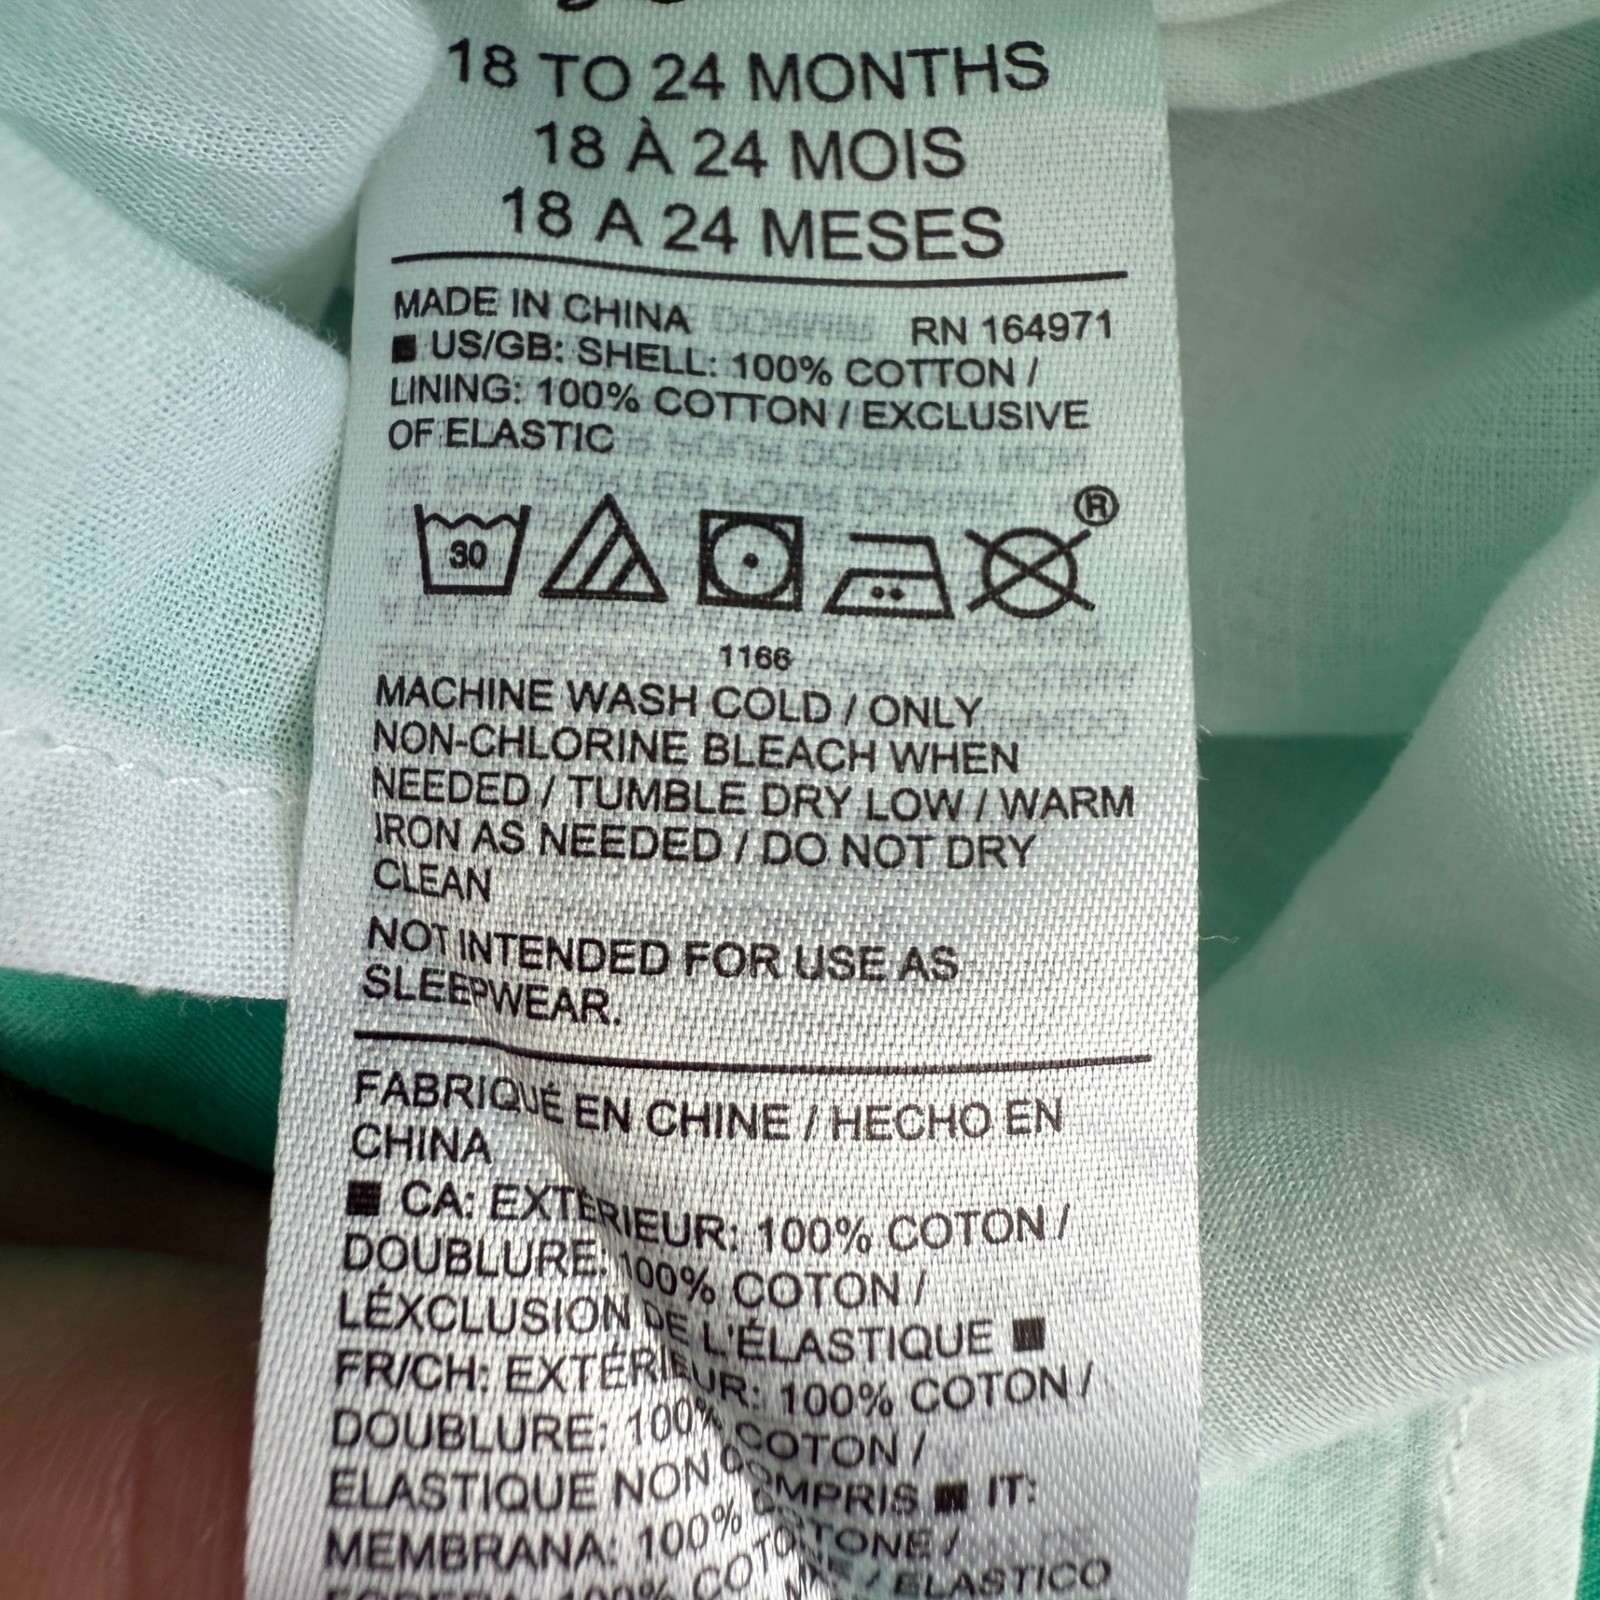 18 TO 24 MONTHS
18 À 24 MOIS
18 A 24 MESES
MADE IN CHINA RN 164971
■ US/GB: SHELL: 100% COTTON /
LINING: 100% COTTON / EXCLUSIVE
OF ELASTIC
30 ®
1166
MACHINE WASH COLD / ONLY
NON-CHLORINE BLEACH WHEN
NEEDED / TUMBLE DRY LOW / WARM
IRON AS NEEDED / DO NOT DRY
CLEAN
NOT INTENDED FOR USE AS
SLEEPWEAR.
FABRIQUÉ EN CHINE / HECHO EN
CHINA
■ CA: EXTÉRIEUR: 100% COTON /
DOUBLURE: 100% COTON /
LÉXCLUSION DE L'ÉLASTIQUE ■
FR/CH: EXTÉRIEUR: 100% COTON /
DOUBLURE: 100% COTON /
ELASTIQUE NON COMPRIS ■ IT:
MEMBRANA: 100% COTONE /
FODERA: 100% COTONE / ELASTICO